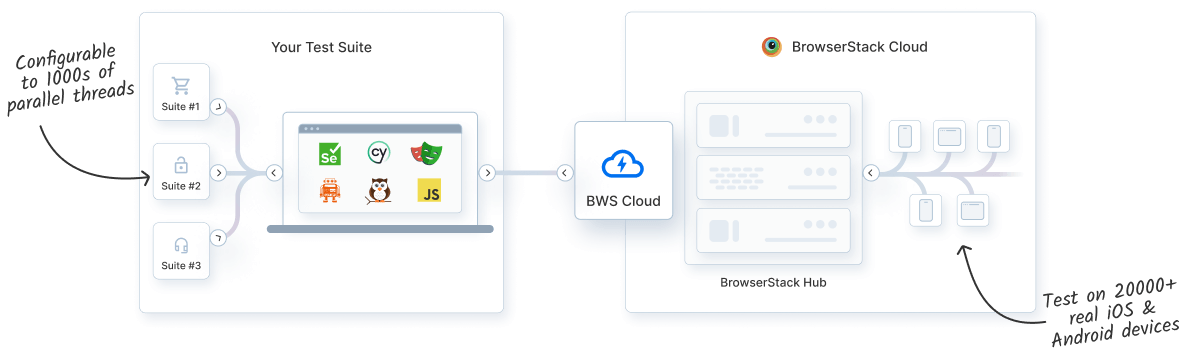 Configurable
to 1000s of
parallel threads
Your Test Suite
Suite #1
Suite #2
Suite #3
Se
cy
JS
BWS Cloud
BrowserStack Cloud
BrowserStack Hub
Test on 20000+
real iOS &
Android devices